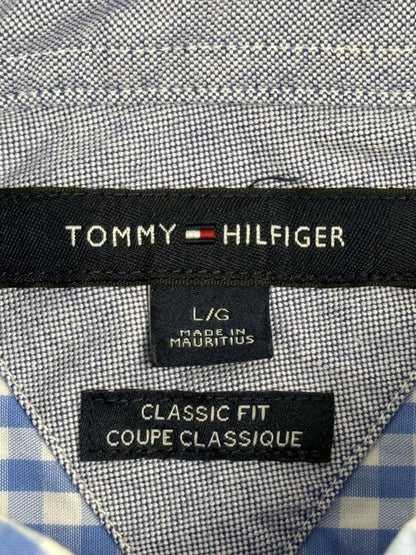 TOMMY HILFIGER
L/G
MADE IN
MAURITIUS
CLASSIC FIT
COUPE CLASSIQUE